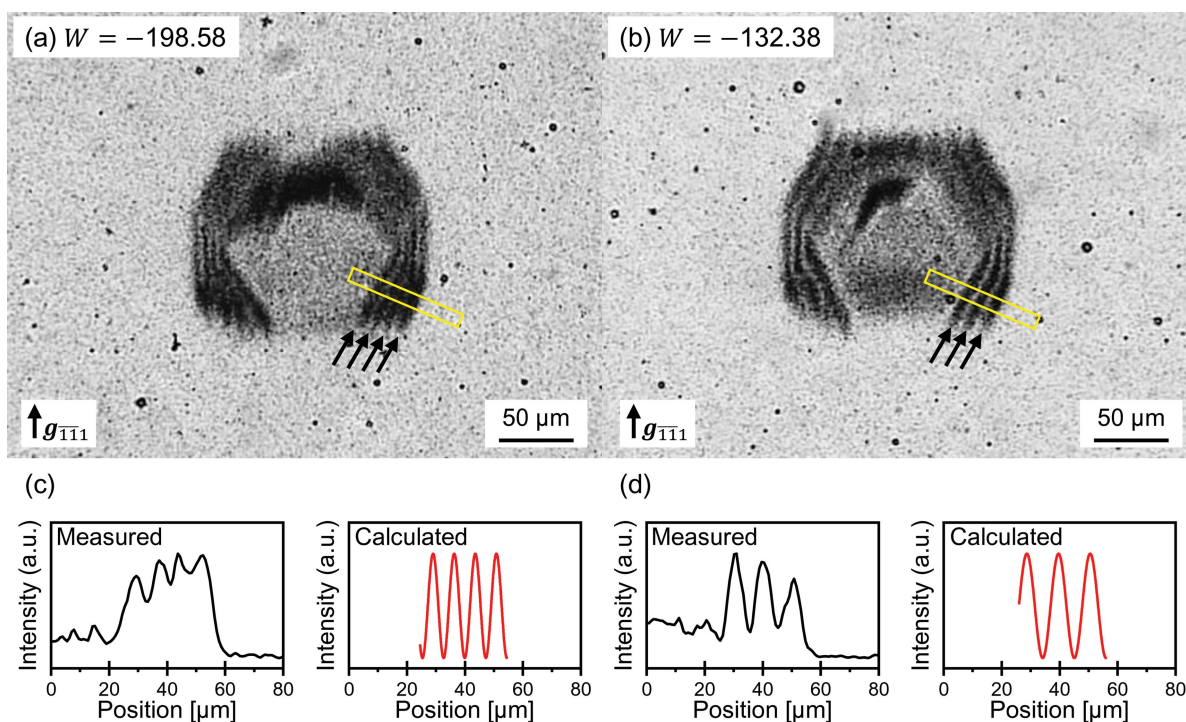 (a) W = −198.58
(b) W = −132.38
g 1̅1̅1
50 μm
g 1̅1̅1
50 μm
(c)
(d)
Measured
Calculated
Measured
Calculated
Intensity (a.u.)
Intensity (a.u.)
Intensity (a.u.)
Intensity (a.u.)
0 20 40 60 80
0 20 40 60 80
0 20 40 60 80
0 20 40 60 80
Position [μm]
Position [μm]
Position [μm]
Position [μm]